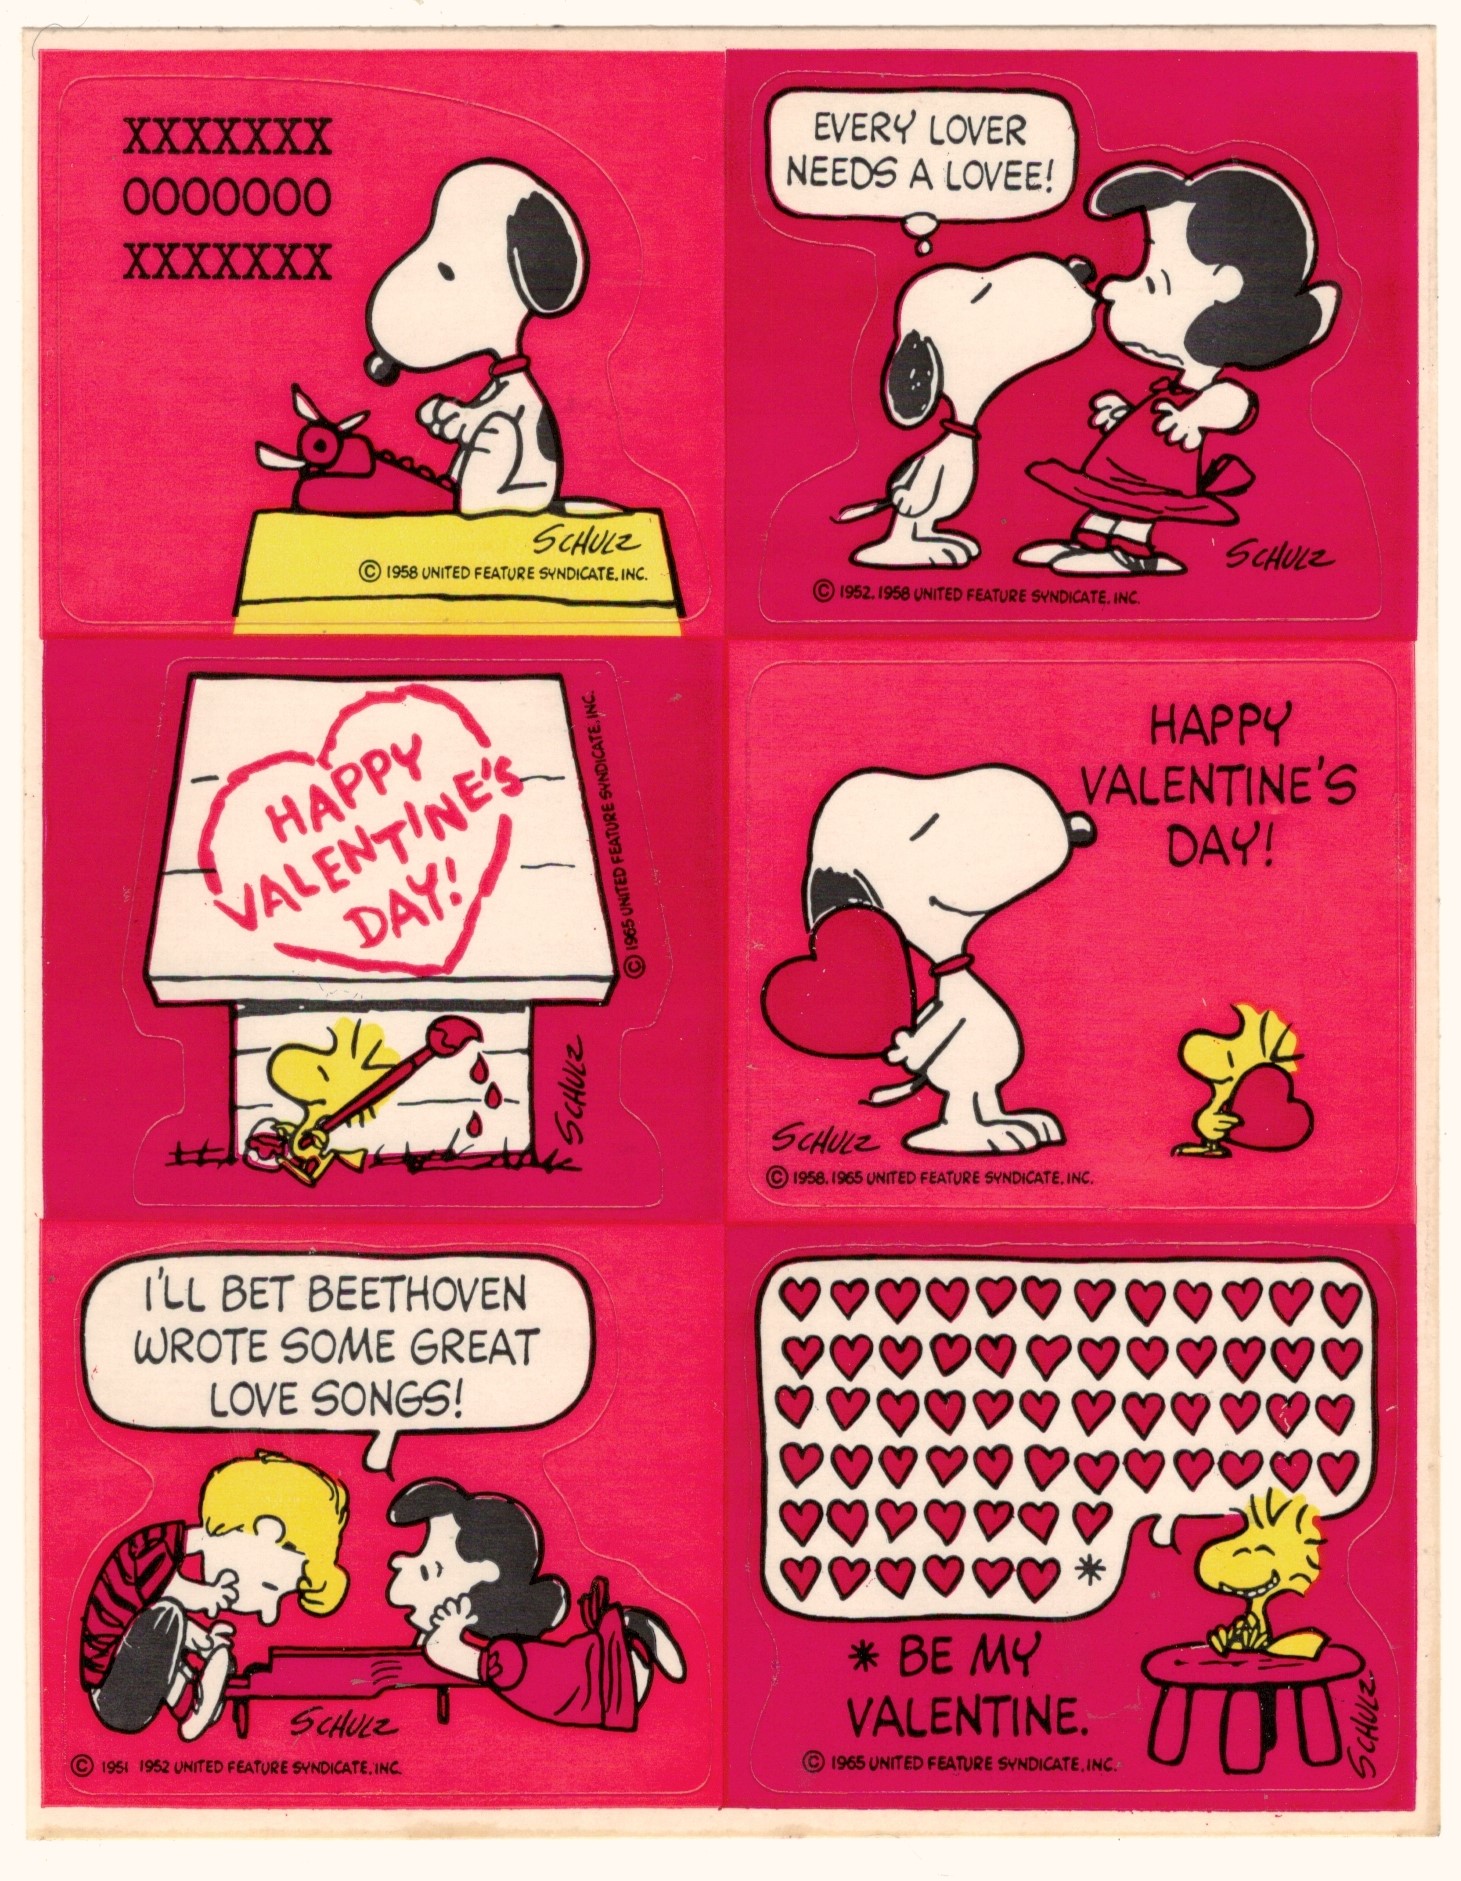 XXXXXXX
OOOOOOO
XXXXXXX
SCHULZ
© 1958 UNITED FEATURE SYNDICATE, INC.
EVERY LOVER
NEEDS A LOVEE!
SCHULZ
© 1952, 1958 UNITED FEATURE SYNDICATE, INC.
HAPPY
VALENTINE'S
DAY!
© 1965 UNITED FEATURE SYNDICATE, INC.
SCHULZ
HAPPY
VALENTINE'S
DAY!
SCHULZ
© 1958, 1965 UNITED FEATURE SYNDICATE, INC.
I'LL BET BEETHOVEN
WROTE SOME GREAT
LOVE SONGS!
SCHULZ
© 1951 1952 UNITED FEATURE SYNDICATE, INC.
*
* BE MY
VALENTINE.
© 1965 UNITED FEATURE SYNDICATE, INC.
SCHULZ